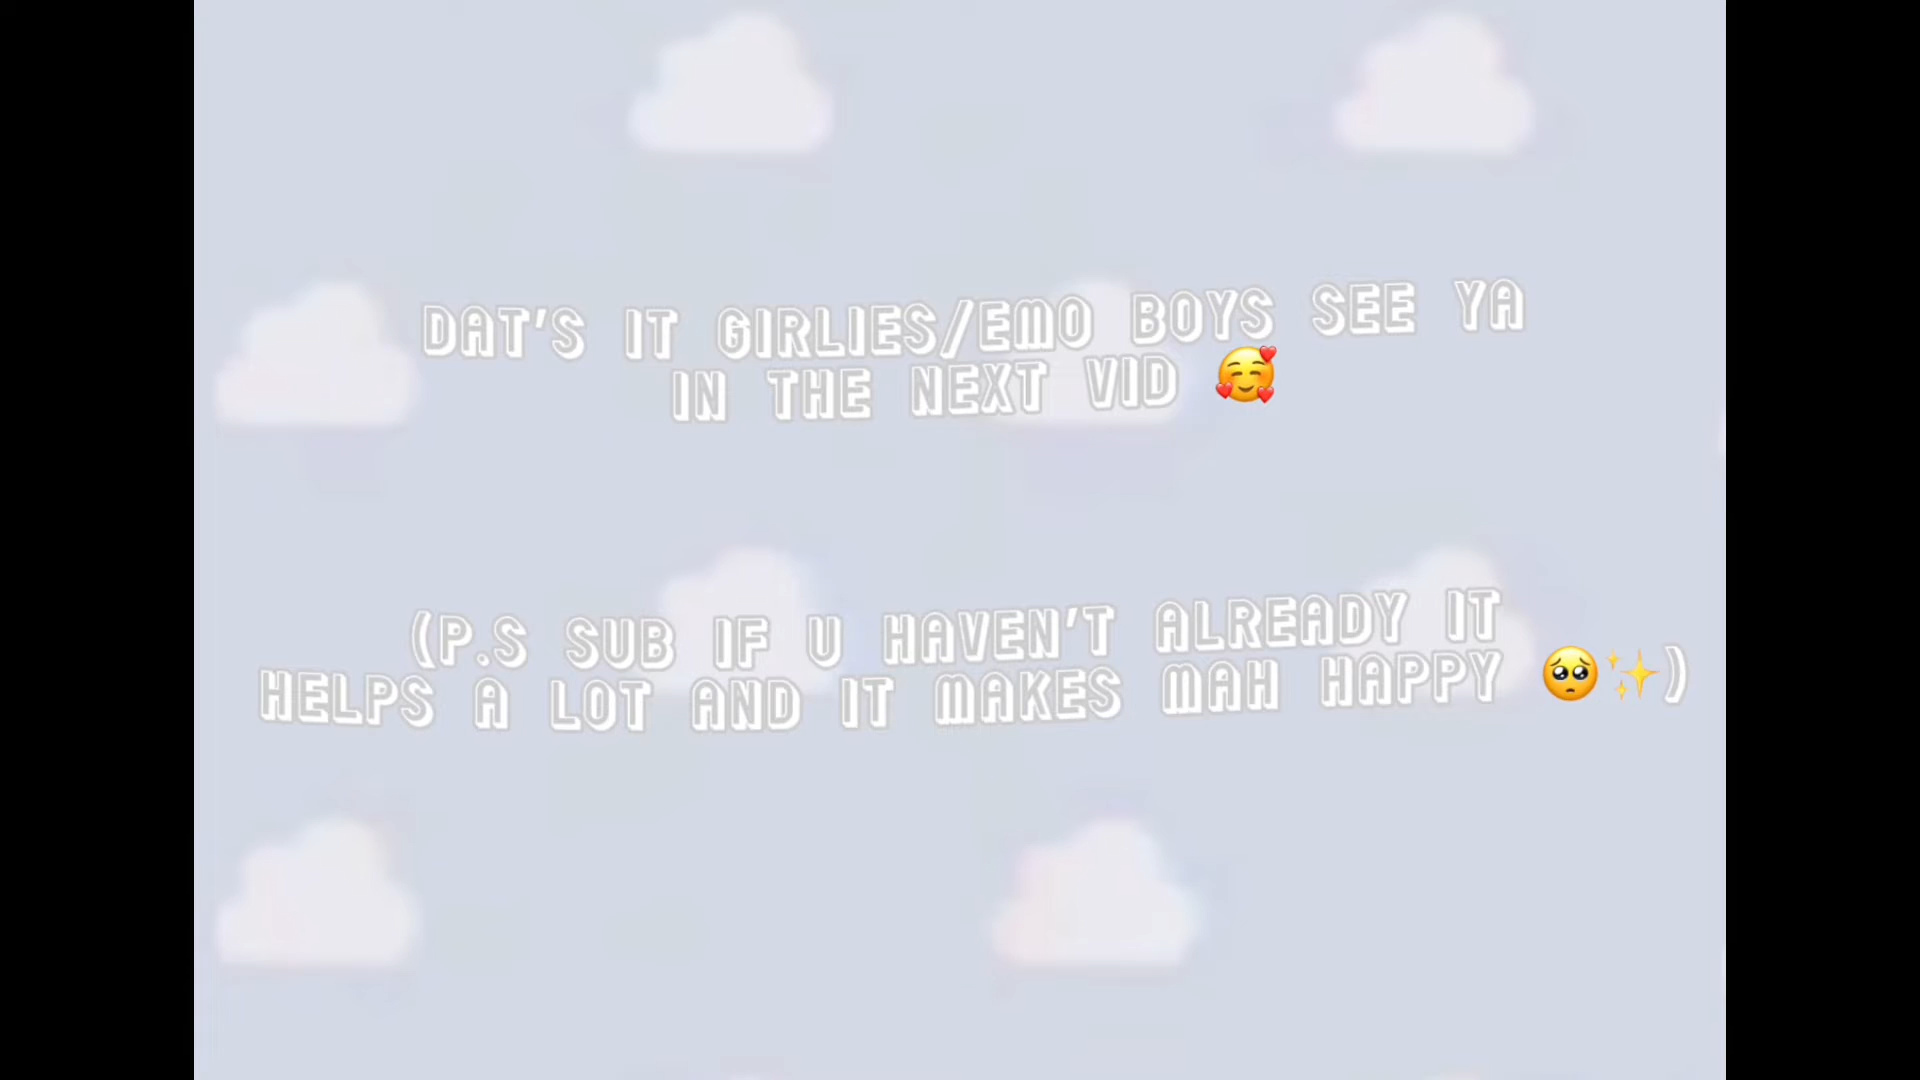 DAT'S IT GIRLIES/EMO BOYS SEE YA
IN THE NEXT VID 🥰
(P.S SUB IF U HAVEN'T ALREADY IT
HELPS A LOT AND IT MAKES MAH HAPPY 🥺✨)